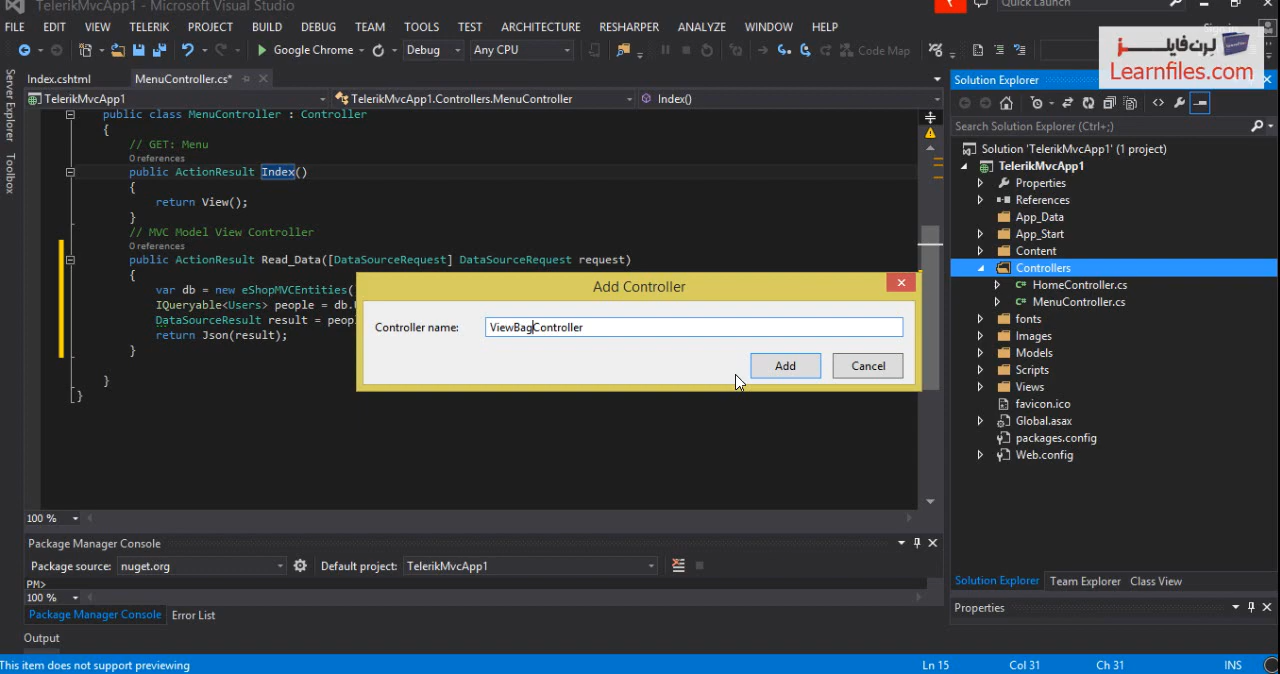 TelerikMvcApp1 - Microsoft Visual Studio
Quick Launch
FILE EDIT VIEW TELERIK PROJECT BUILD DEBUG TEAM TOOLS TEST ARCHITECTURE RESHARPER ANALYZE WINDOW HELP
Google Chrome Debug Any CPU Code Map
لرن‌فایلز
Learnfiles.com
Server Explorer
Toolbox
Index.cshtml MenuController.cs*
TelerikMvcApp1 TelerikMvcApp1.Controllers.MenuController Index()
public class MenuController : Controller
{
// GET: Menu
0 references
public ActionResult Index()
{
return View();
}
// MVC Model View Controller
0 references
public ActionResult Read_Data([DataSourceRequest] DataSourceRequest request)
{
var db = new eShopMVCEntities(
IQueryable<Users> people = db.
DataSourceResult result = peop
return Json(result);
}
}
}
Add Controller
Controller name: ViewBagController
Add Cancel
100 %
Package Manager Console
Package source: nuget.org Default project: TelerikMvcApp1
PM>
100 %
Package Manager Console Error List
Output
Solution Explorer
Search Solution Explorer (Ctrl+;)
Solution 'TelerikMvcApp1' (1 project)
TelerikMvcApp1
Properties
References
App_Data
App_Start
Content
Controllers
HomeController.cs
MenuController.cs
fonts
Images
Models
Scripts
Views
favicon.ico
Global.asax
packages.config
Web.config
Solution Explorer Team Explorer Class View
Properties
This item does not support previewing Ln 15 Col 31 Ch 31 INS